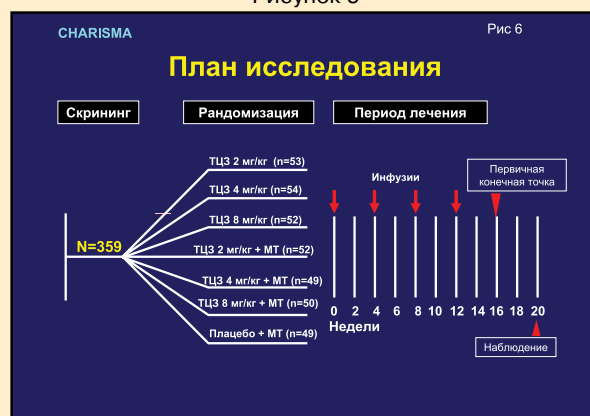 CHARISMA
Рис 6
План исследования
Скрининг
Рандомизация
Период лечения
ТЦЗ 2 мг/кг (n=53)
ТЦЗ 4 мг/кг (n=54)
ТЦЗ 8 мг/кг (n=52)
ТЦЗ 2 мг/кг + МТ (n=52)
ТЦЗ 4 мг/кг + МТ (n=49)
ТЦЗ 8 мг/кг + МТ (n=50)
Плацебо + МТ (n=49)
N=359
Инфузии
Первичная
конечная точка
0 2 4 6 8 10 12 14 16 18 20
Недели
Наблюдение